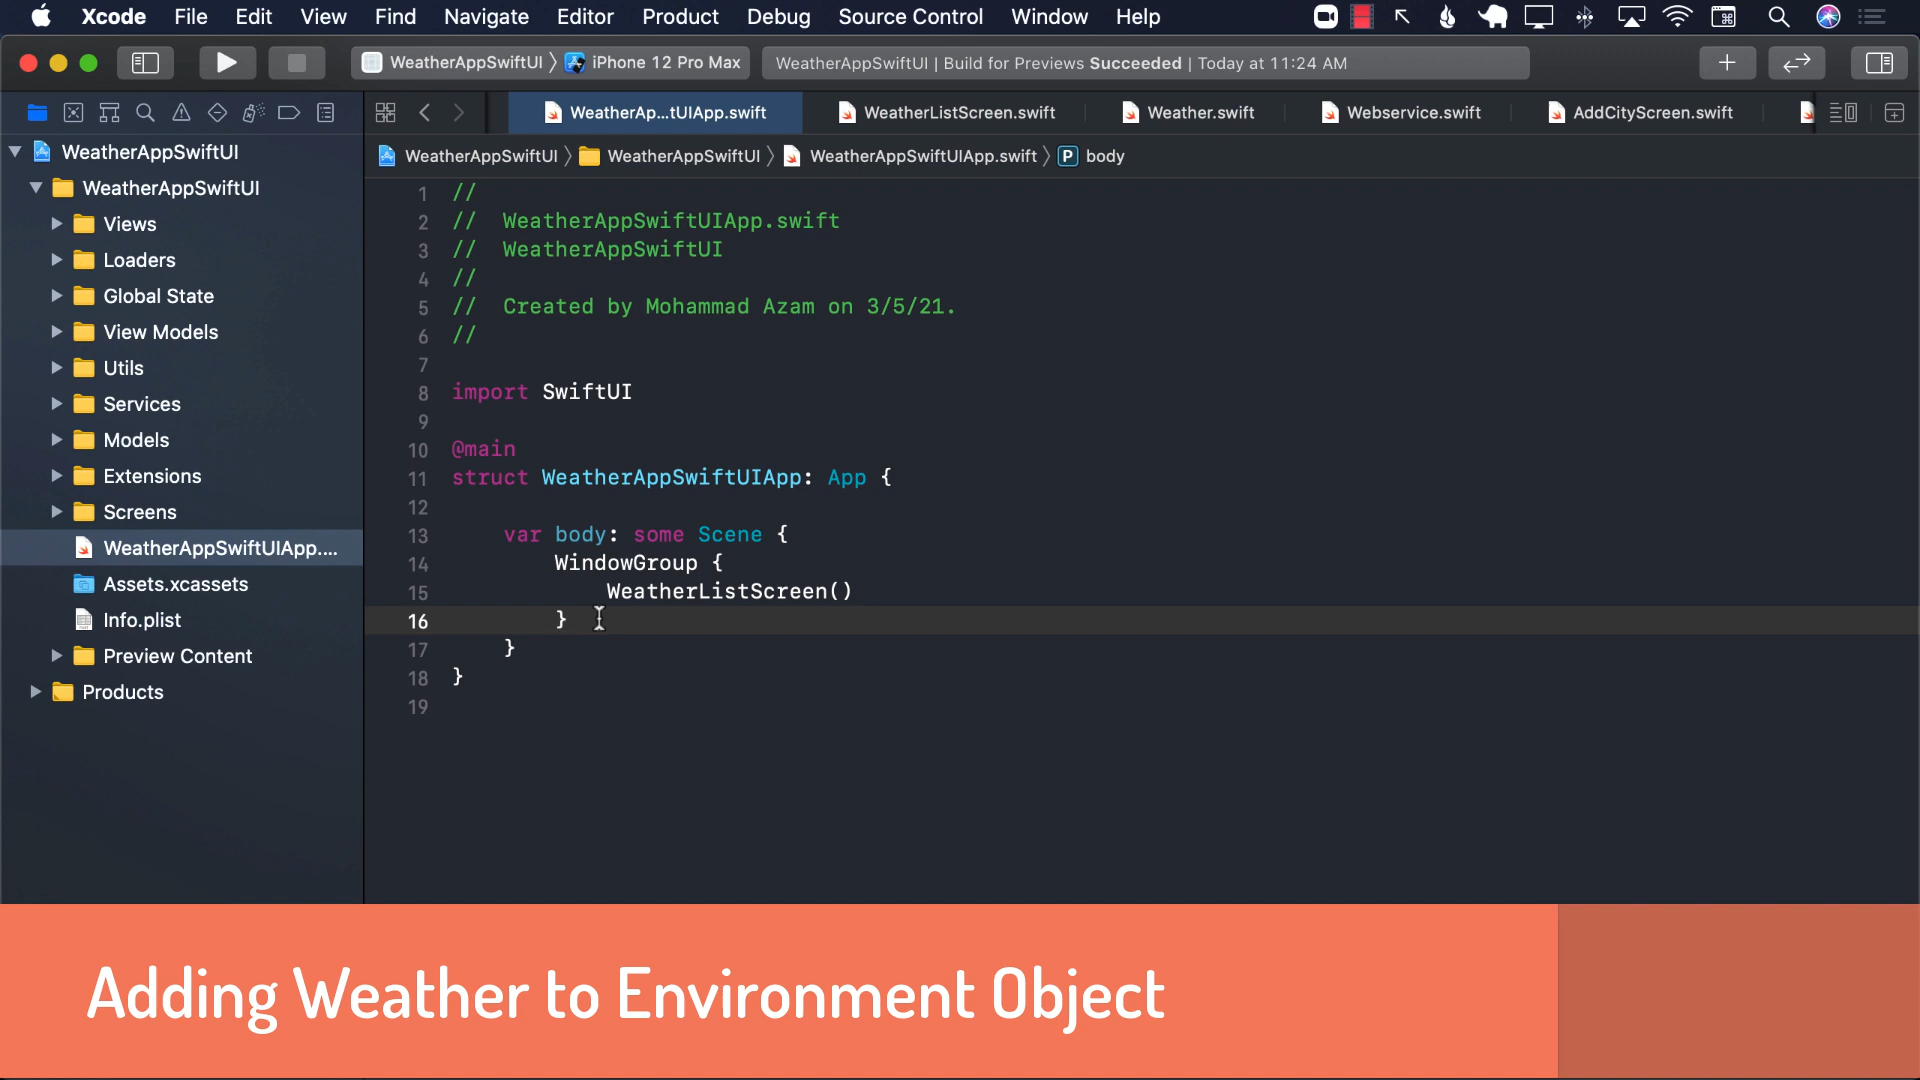 Xcode File Edit View Find Navigate Editor Product Debug Source Control Window Help
WeatherAppSwiftUI iPhone 12 Pro Max WeatherAppSwiftUI | Build for Previews Succeeded | Today at 11:24 AM
WeatherAp...tUIApp.swift WeatherListScreen.swift Weather.swift Webservice.swift AddCityScreen.swift
WeatherAppSwiftUI WeatherAppSwiftUI WeatherAppSwiftUIApp.swift P body
WeatherAppSwiftUI
WeatherAppSwiftUI
Views
Loaders
Global State
View Models
Utils
Services
Models
Extensions
Screens
WeatherAppSwiftUIApp....
Assets.xcassets
Info.plist
Preview Content
Products
1 //
2 // WeatherAppSwiftUIApp.swift
3 // WeatherAppSwiftUI
4 //
5 // Created by Mohammad Azam on 3/5/21.
6 //
7
8 import SwiftUI
9
10 @main
11 struct WeatherAppSwiftUIApp: App {
12
13 var body: some Scene {
14 WindowGroup {
15 WeatherListScreen()
16 }
17 }
18 }
19
Adding Weather to Environment Object